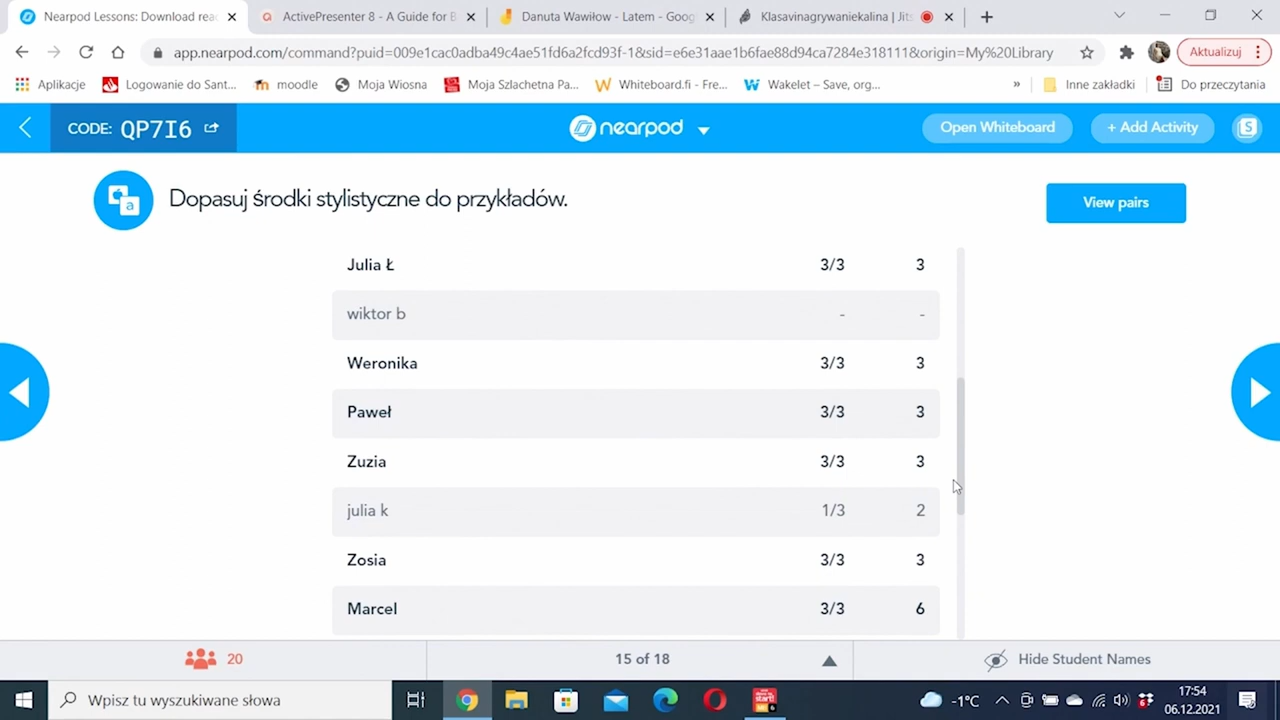 Nearpod Lessons: Download rea
ActivePresenter 8 - A Guide for B
Danuta Wawiłow - Latem - Goog
Klasavinagrywaniekalina | Jits
app.nearpod.com/command?puid=009e1cac0adba49c4ae51fd6a2fcd93f-1&sid=e6e31aae1b6fae88d94ca7284e318111&origin=My%20Library
Aktualizuj
Aplikacje
Logowanie do Sant...
moodle
Moja Wiosna
Moja Szlachetna Pa...
Whiteboard.fi - Fre...
Wakelet – Save, org...
»
Inne zakładki
Do przeczytania
CODE: QP7I6
nearpod
Open Whiteboard
+ Add Activity
S
Dopasuj środki stylistyczne do przykładów.
View pairs
Julia Ł 3/3 3
wiktor b - -
Weronika 3/3 3
Paweł 3/3 3
Zuzia 3/3 3
julia k 1/3 2
Zosia 3/3 3
Marcel 3/3 6
20
15 of 18
Hide Student Names
Wpisz tu wyszukiwane słowa
-1°C
17:54
06.12.2021